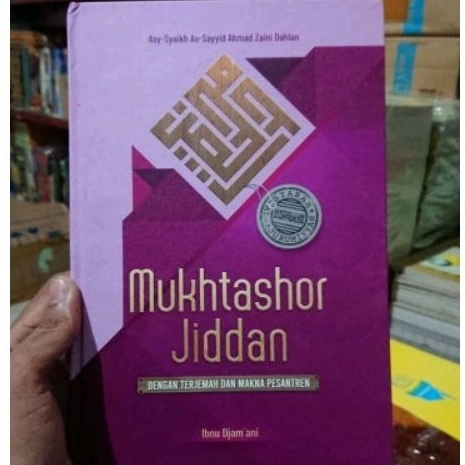 Asy-Syaikh As-Sayyid Ahmad Zaini Dahlan
Mukhtashor
Jiddan
DENGAN TERJEMAH DAN MAKNA PESANTREN
Ibnu Djam'ani